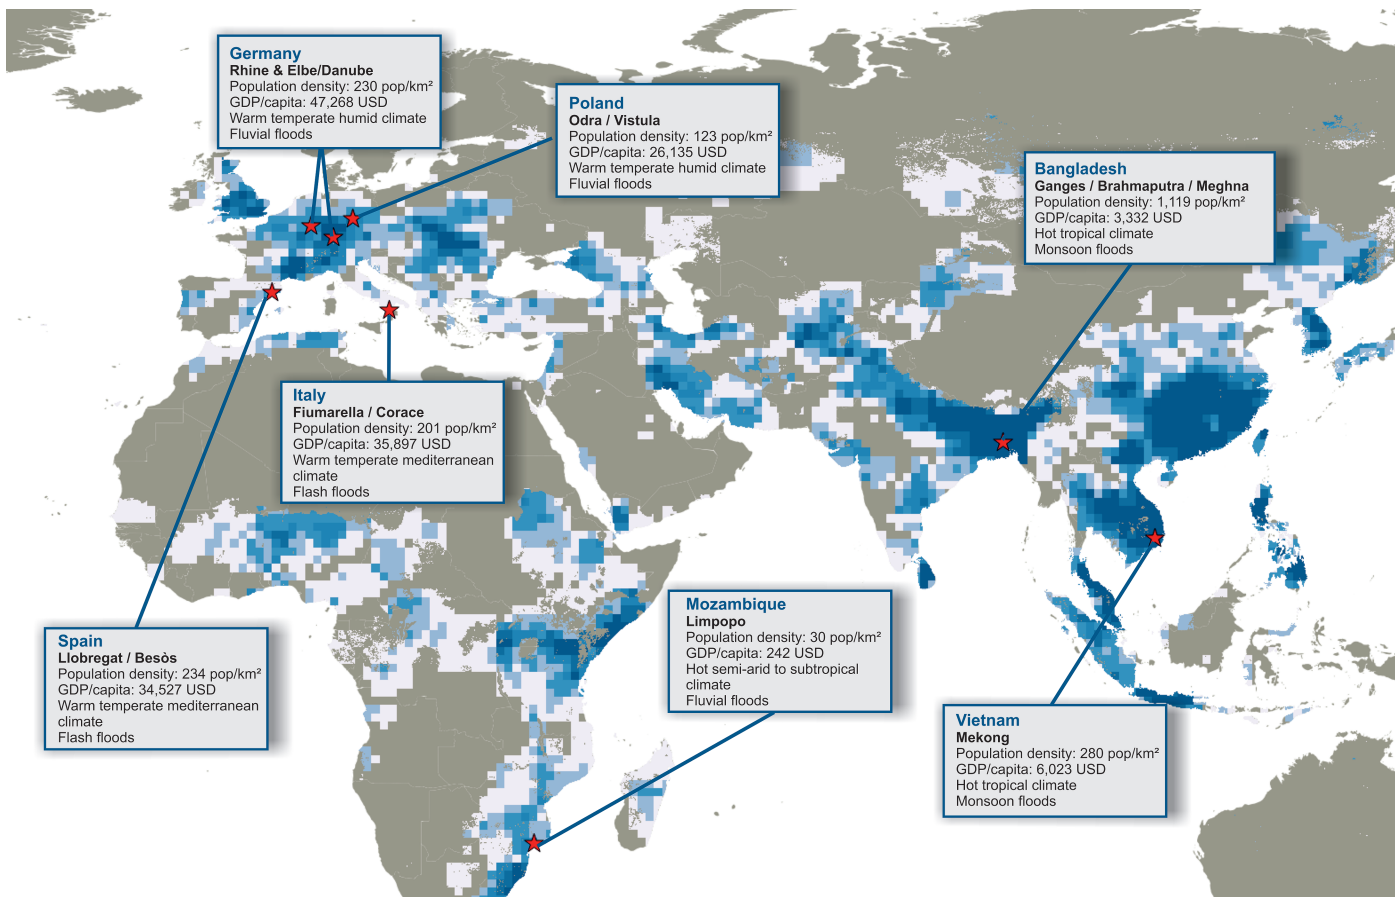 Germany
Rhine & Elbe/Danube
Population density: 230 pop/km²
GDP/capita: 47,268 USD
Warm temperate humid climate
Fluvial floods
Poland
Odra / Vistula
Population density: 123 pop/km²
GDP/capita: 26,135 USD
Warm temperate humid climate
Fluvial floods
Bangladesh
Ganges / Brahmaputra / Meghna
Population density: 1,119 pop/km²
GDP/capita: 3,332 USD
Hot tropical climate
Monsoon floods
Italy
Fiumarella / Corace
Population density: 201 pop/km²
GDP/capita: 35,897 USD
Warm temperate mediterranean
climate
Flash floods
Spain
Llobregat / Besòs
Population density: 234 pop/km²
GDP/capita: 34,527 USD
Warm temperate mediterranean
climate
Flash floods
Mozambique
Limpopo
Population density: 30 pop/km²
GDP/capita: 242 USD
Hot semi-arid to subtropical
climate
Fluvial floods
Vietnam
Mekong
Population density: 280 pop/km²
GDP/capita: 6,023 USD
Hot tropical climate
Monsoon floods